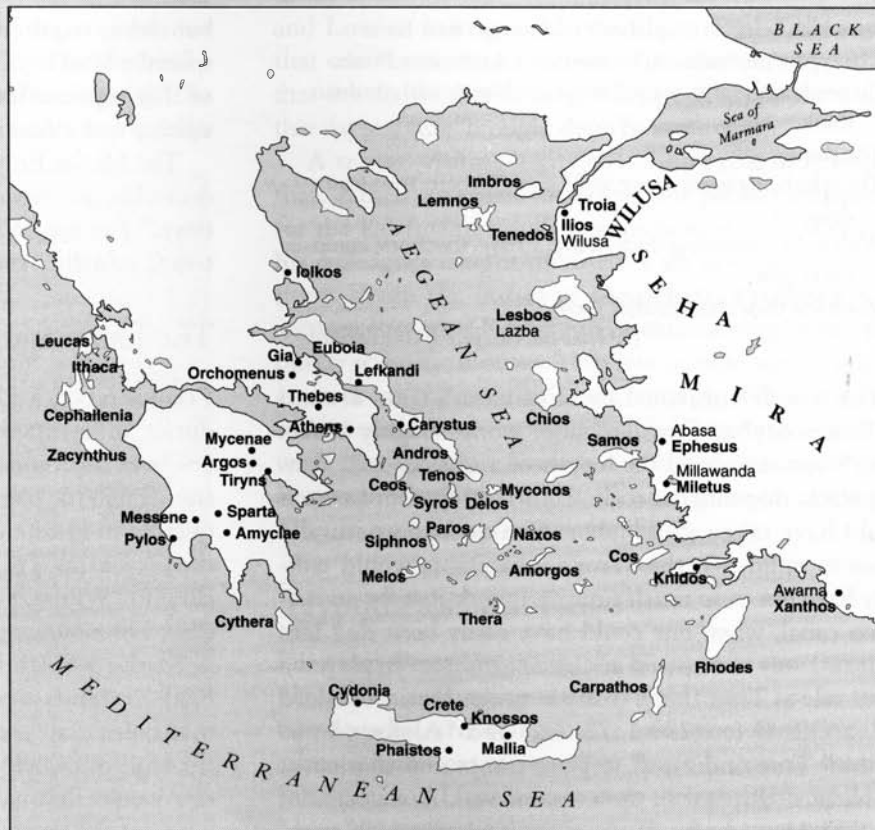 BLACK
SEA
Sea of
Marmara
Imbros
Lemnos
Troia
Tenedos
Ilios
Wilusa
WILUSA
AEGEAN SEA
SEHA
MIRA
Iolkos
Lesbos
Lazba
Leucas
Ithaca
Gla
Euboia
Orchomenus
Lefkandi
Thebes
Cephailenia
Athens
Carystus
Chios
Zacynthus
Mycenae
Argos
Tiryns
Andros
Samos
Abasa
Ephesus
Ceos
Tenos
Millawanda
Miletus
Syros
Delos
Myconos
Messene
Sparta
Pylos
Amyclae
Siphnos
Paros
Naxos
Cos
Melos
Amorgos
Knidos
Awarna
Xanthos
Cythera
Thera
Rhodes
Carpathos
Cydonia
Crete
Knossos
Phaistos
Mallia
MEDITERRANEAN SEA